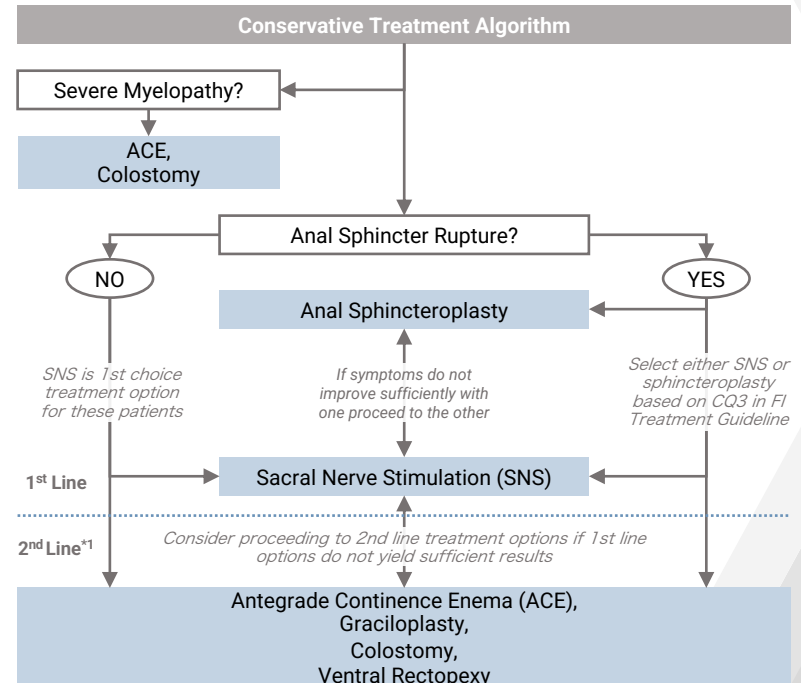 Conservative Treatment Algorithm
Severe Myelopathy?
ACE,
Colostomy
Anal Sphincter Rupture?
NO
YES
Anal Sphincteroplasty
SNS is 1st choice
treatment option
for these patients
If symptoms do not
improve sufficiently with
one proceed to the other
Select either SNS or
sphincteroplasty
based on CQ3 in FI
Treatment Guideline
1st Line
Sacral Nerve Stimulation (SNS)
2nd Line*1
Consider proceeding to 2nd line treatment options if 1st line
options do not yield sufficient results
Antegrade Continence Enema (ACE),
Graciloplasty,
Colostomy,
Ventral Rectopexy